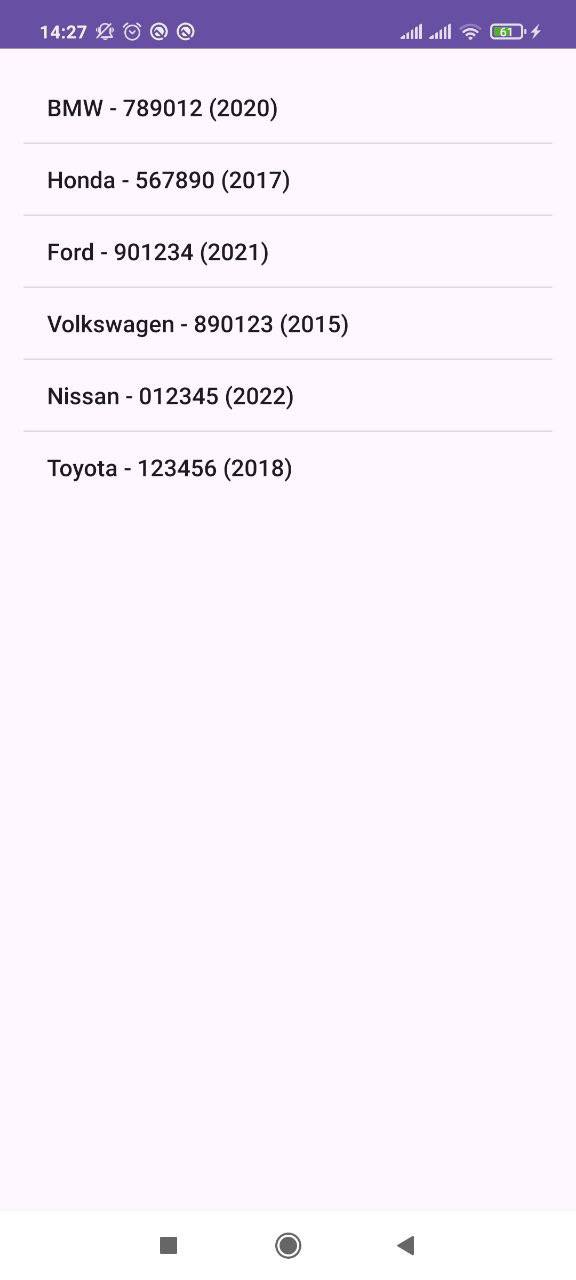 14:27
61
BMW - 789012 (2020)
Honda - 567890 (2017)
Ford - 901234 (2021)
Volkswagen - 890123 (2015)
Nissan - 012345 (2022)
Toyota - 123456 (2018)